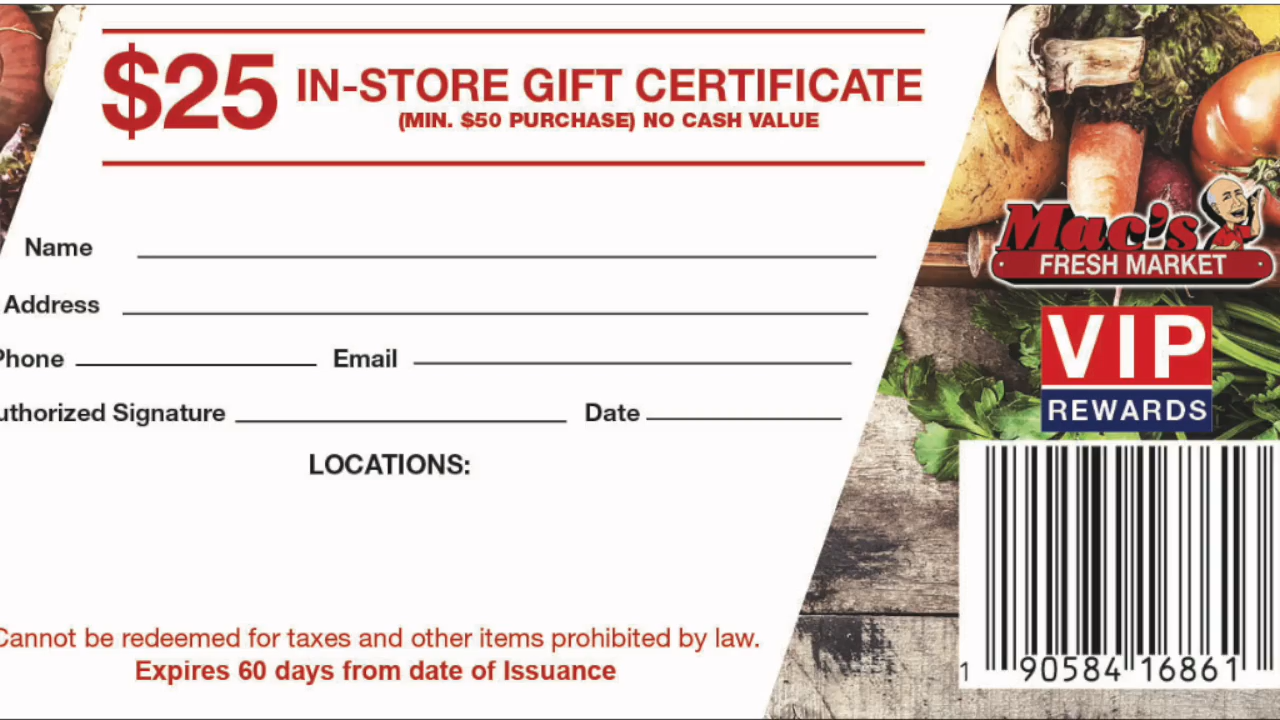 $25 IN-STORE GIFT CERTIFICATE
(MIN. $50 PURCHASE) NO CASH VALUE
Name
Address
Phone Email
uthorized Signature Date
LOCATIONS:
Cannot be redeemed for taxes and other items prohibited by law.
Expires 60 days from date of Issuance
Mac's
FRESH MARKET
VIP
REWARDS
1 90584 16861